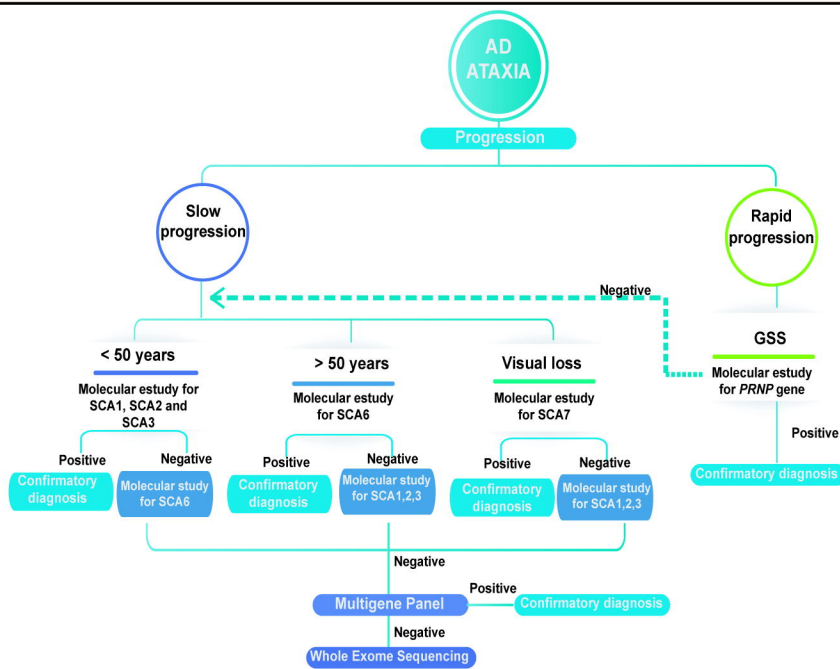 AD
ATAXIA
Progression
Slow
progression
Rapid
progression
Negative
< 50 years
Molecular estudy for
SCA1, SCA2 and
SCA3
> 50 years
Molecular estudy
for SCA6
Visual loss
Molecular estudy
for SCA7
GSS
Molecular estudy
for PRNP gene
Positive
Negative
Positive
Negative
Positive
Negative
Positive
Confirmatory
diagnosis
Molecular study
for SCA6
Confirmatory
diagnosis
Molecular study
for SCA1,2,3
Confirmatory
diagnosis
Molecular study
for SCA1,2,3
Confirmatory diagnosis
Negative
Multigene Panel
Positive
Confirmatory diagnosis
Negative
Whole Exome Sequencing